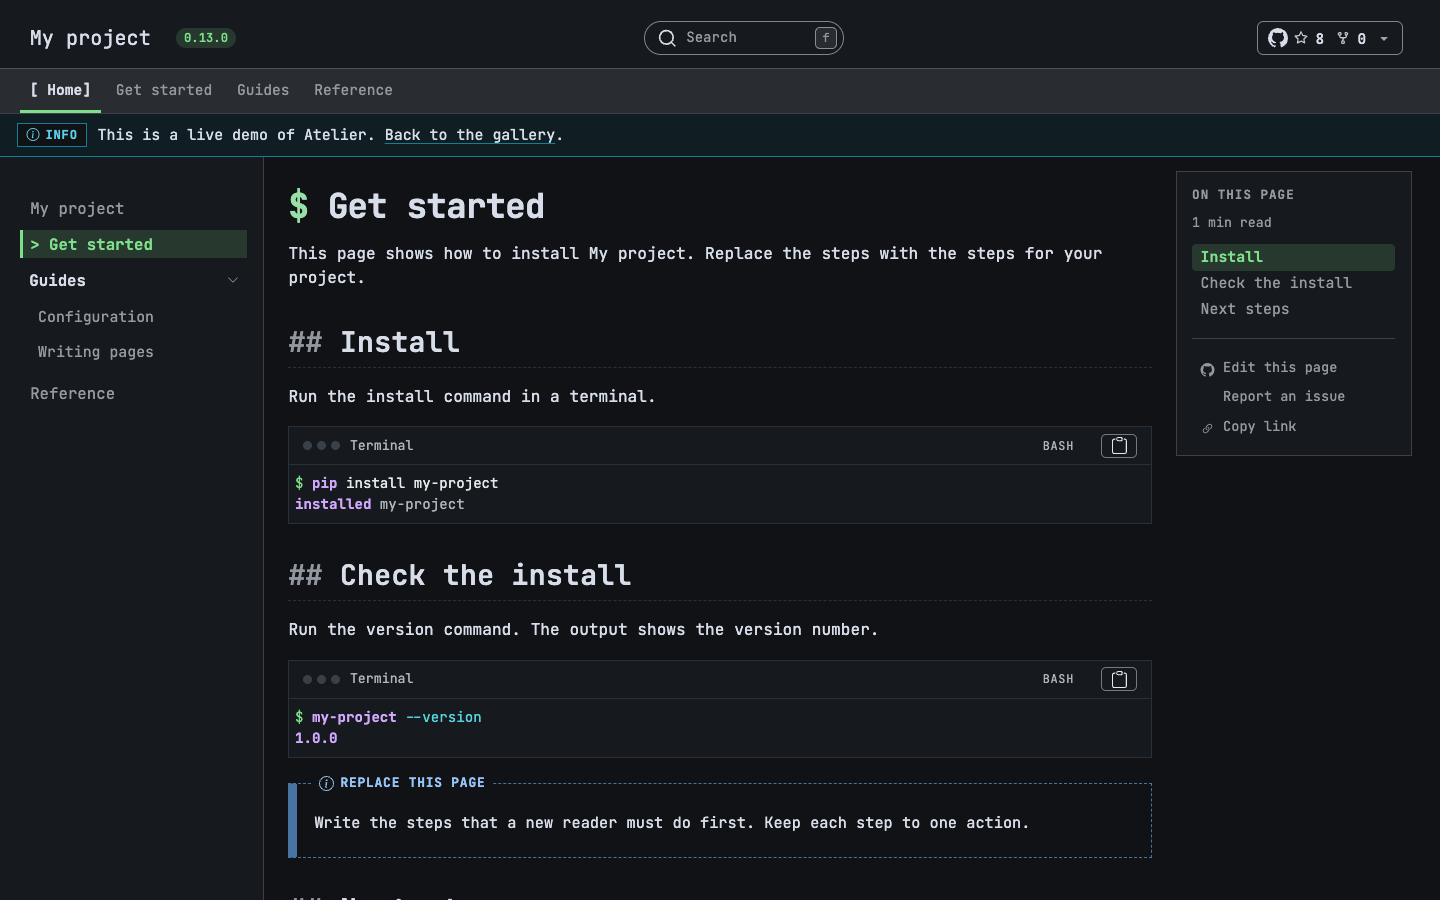 My project 0.13.0 Search f 8 0
[ Home] Get started Guides Reference
INFO This is a live demo of Atelier. Back to the gallery.
My project
> Get started
Guides
Configuration
Writing pages
Reference
$ Get started
This page shows how to install My project. Replace the steps with the steps for your
project.
## Install
Run the install command in a terminal.
Terminal BASH
$ pip install my-project
installed my-project
## Check the install
Run the version command. The output shows the version number.
Terminal BASH
$ my-project --version
1.0.0
REPLACE THIS PAGE
Write the steps that a new reader must do first. Keep each step to one action.
ON THIS PAGE
1 min read
Install
Check the install
Next steps
Edit this page
Report an issue
Copy link